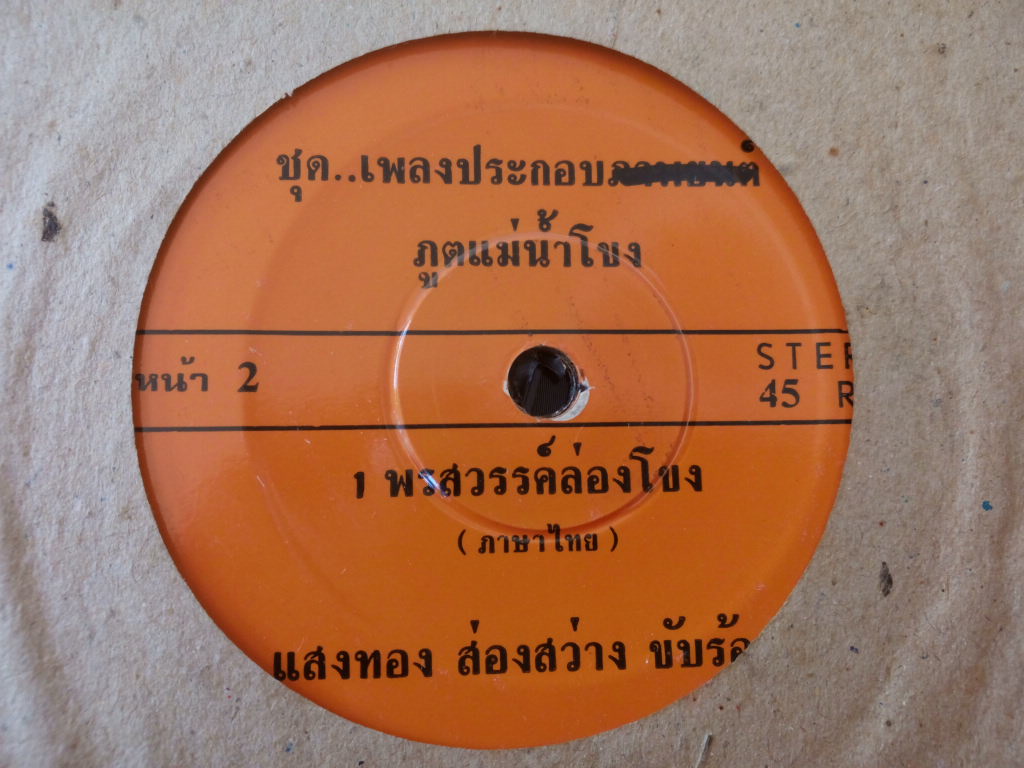 ชุด..เพลงประกอบ
ภูตแม่น้ำโขง
หน้า 2
STER
45 R
1 พรสวรรค์ล่องโขง
( ภาษาไทย )
แสงทอง ส่องสว่าง ขับร้อ